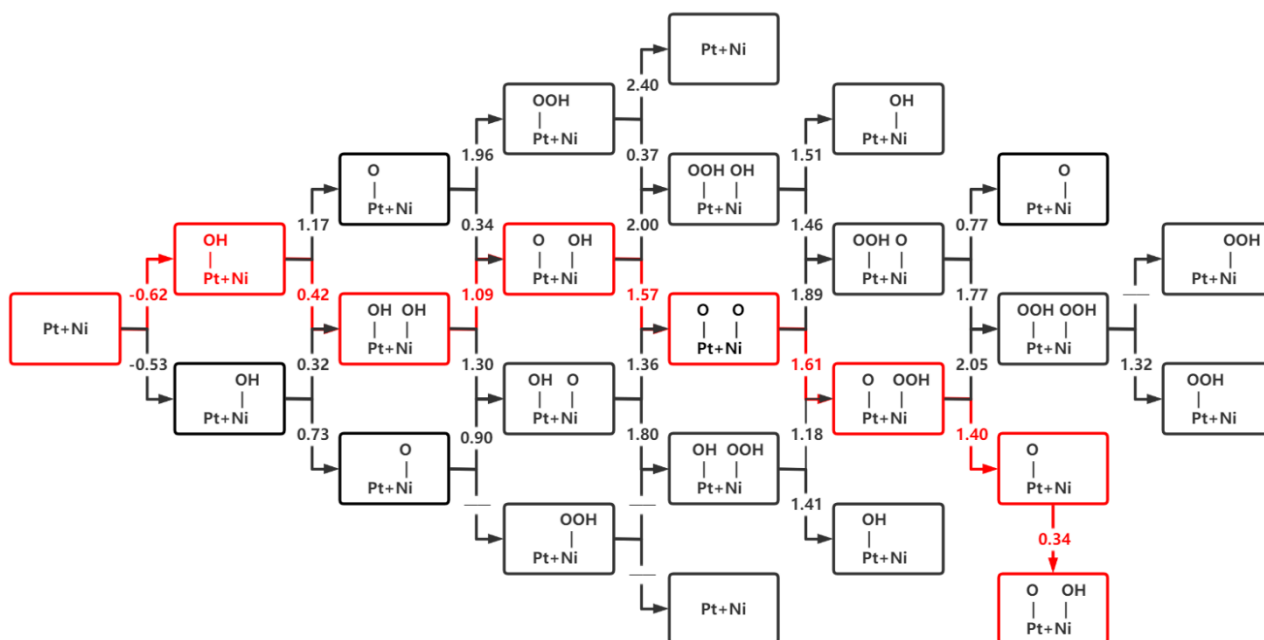 Pt+Ni
2.40
OOH
Pt+Ni
OH
Pt+Ni
1.96
0.37
1.51
O
Pt+Ni
OOH OH
Pt+Ni
O
Pt+Ni
1.17
0.34
2.00
1.46
0.77
OH
Pt+Ni
O OH
Pt+Ni
OOH O
Pt+Ni
OOH
Pt+Ni
-0.62
0.42
1.09
1.57
1.89
1.77
Pt+Ni
OH OH
Pt+Ni
O O
Pt+Ni
OOH OOH
Pt+Ni
-0.53
0.32
1.30
1.36
1.61
2.05
1.32
OH
Pt+Ni
OH O
Pt+Ni
O OOH
Pt+Ni
OOH
Pt+Ni
0.73
0.90
1.80
1.18
1.40
O
Pt+Ni
OH OOH
Pt+Ni
O
Pt+Ni
1.41
OOH
Pt+Ni
OH
Pt+Ni
0.34
Pt+Ni
O OH
Pt+Ni